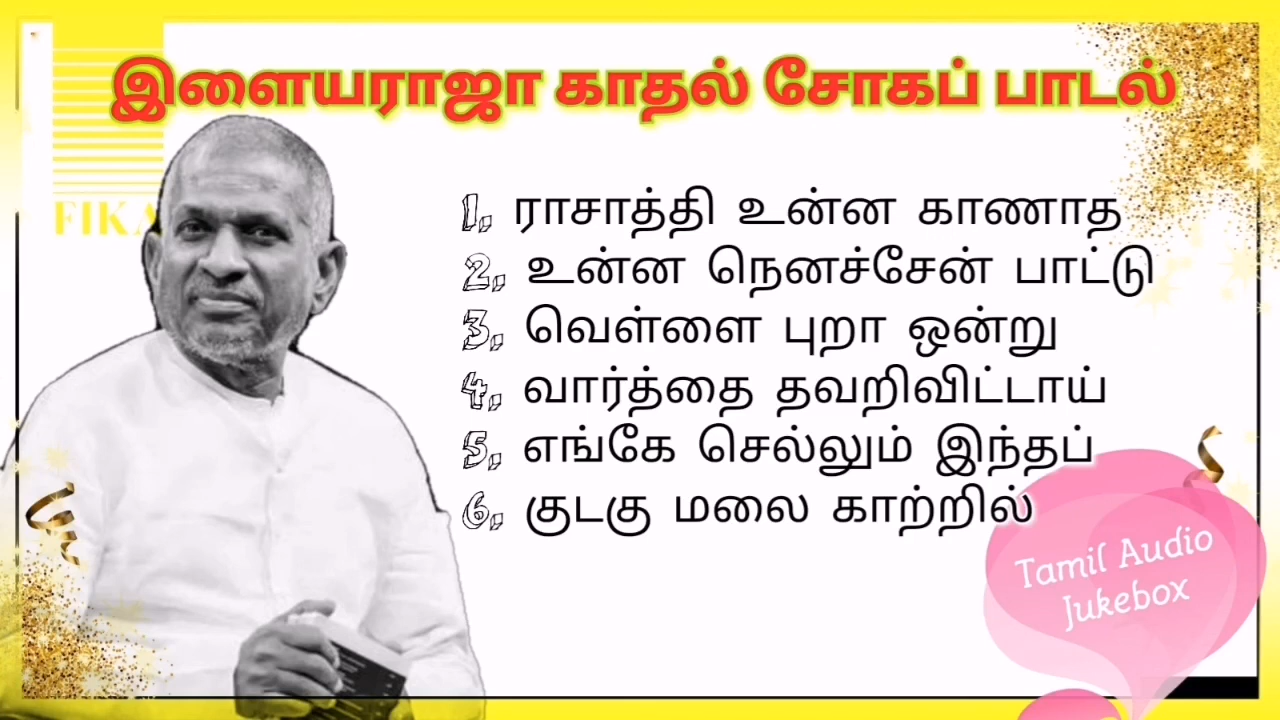 இளையராஜா காதல் சோகப் பாடல்
FIKA
1, ராசாத்தி உன்ன காணாத
2, உன்ன நெனச்சேன் பாட்டு
3, வெள்ளை புறா ஒன்று
4, வார்த்தை தவறிவிட்டாய்
5, எங்கே செல்லும் இந்தப்
6, குடகு மலை காற்றில்
Tamil Audio
Jukebox